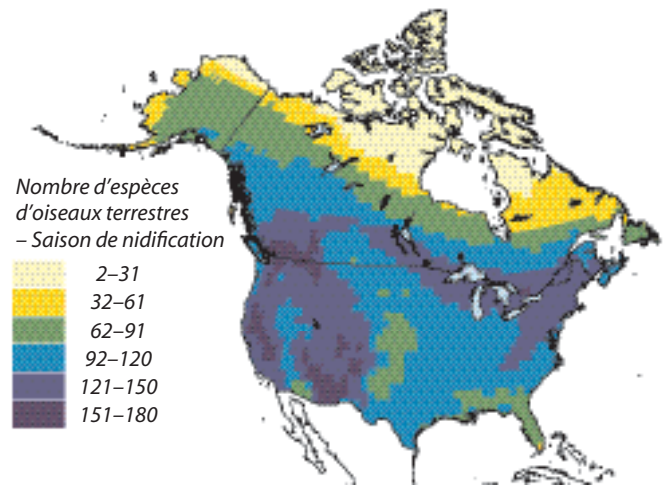 Nombre d'espèces
d'oiseaux terrestres
– Saison de nidification
2–31
32–61
62–91
92–120
121–150
151–180